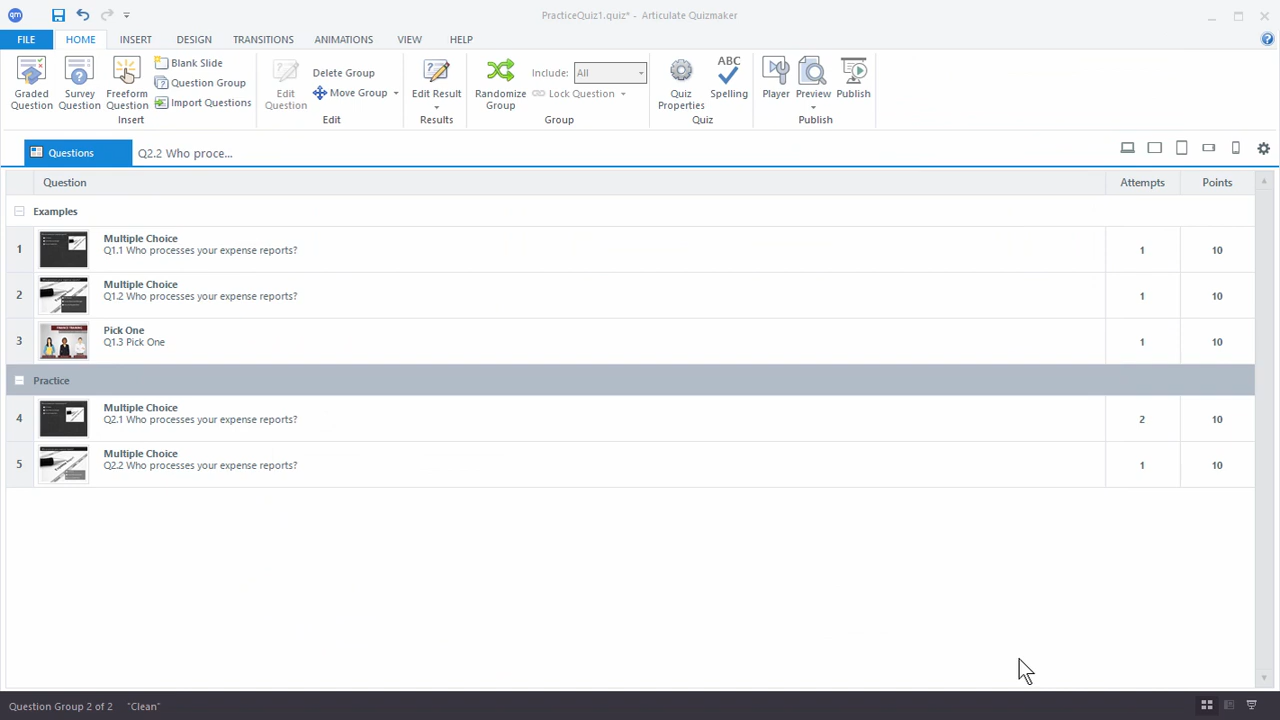 qm
PracticeQuiz1.quiz* - Articulate Quizmaker
FILE HOME INSERT DESIGN TRANSITIONS ANIMATIONS VIEW HELP
Graded Question
Survey Question
Freeform Question
Blank Slide
Question Group
Import Questions
Insert
Edit Question
Delete Group
Move Group
Edit
Edit Result
Results
Randomize Group
Include: All
Lock Question
Group
Quiz Properties
ABC
Spelling
Quiz
Player
Preview
Publish
Publish
Questions Q2.2 Who proce...
Question Attempts Points
Examples
1 Multiple Choice
Q1.1 Who processes your expense reports? 1 10
2 Multiple Choice
Q1.2 Who processes your expense reports? 1 10
3 Pick One
Q1.3 Pick One 1 10
Practice
4 Multiple Choice
Q2.1 Who processes your expense reports? 2 10
5 Multiple Choice
Q2.2 Who processes your expense reports? 1 10
Question Group 2 of 2 "Clean"